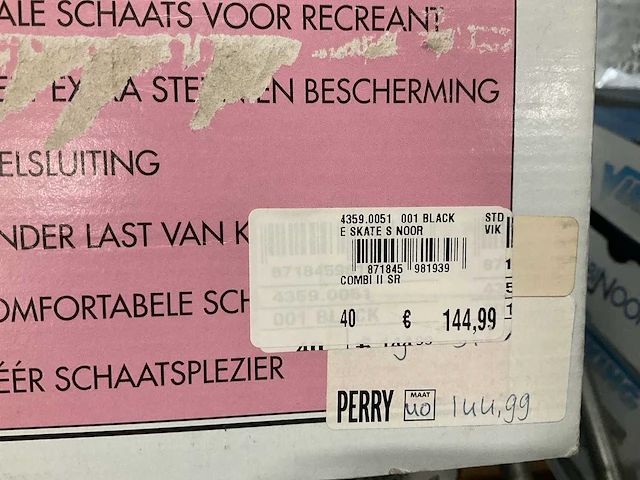 ALE SCHAATS VOOR RECREANT
EXTRA STEUN EN BESCHERMING
ELSLUITING
NDER LAST VAN K
OMFORTABELE SCH
ÉÉR SCHAATSPLEZIER
4359.0051 001 BLACK STD
E SKATE S NOOR VIK
871845 981939
COMBI II SR
40 € 144,99
PERRY MAAT 40 144,99